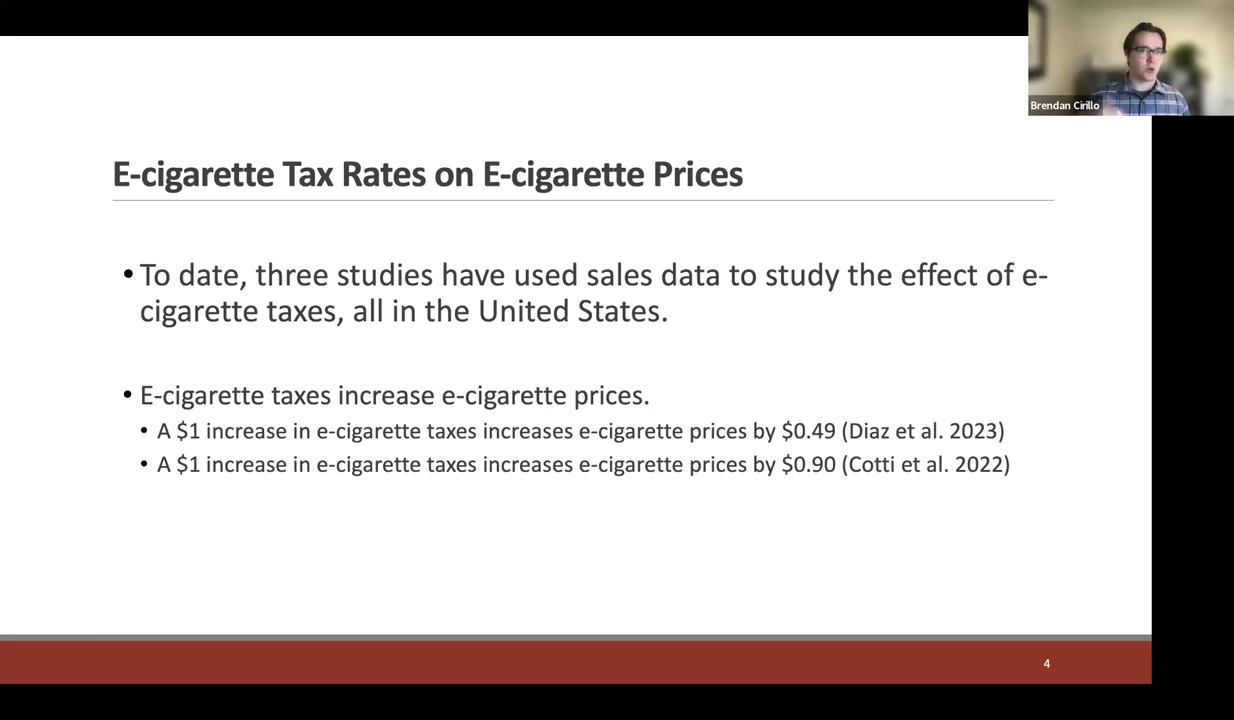 Brendan Cirillo
E-cigarette Tax Rates on E-cigarette Prices
• To date, three studies have used sales data to study the effect of e-
cigarette taxes, all in the United States.
• E-cigarette taxes increase e-cigarette prices.
• A $1 increase in e-cigarette taxes increases e-cigarette prices by $0.49 (Diaz et al. 2023)
• A $1 increase in e-cigarette taxes increases e-cigarette prices by $0.90 (Cotti et al. 2022)
4